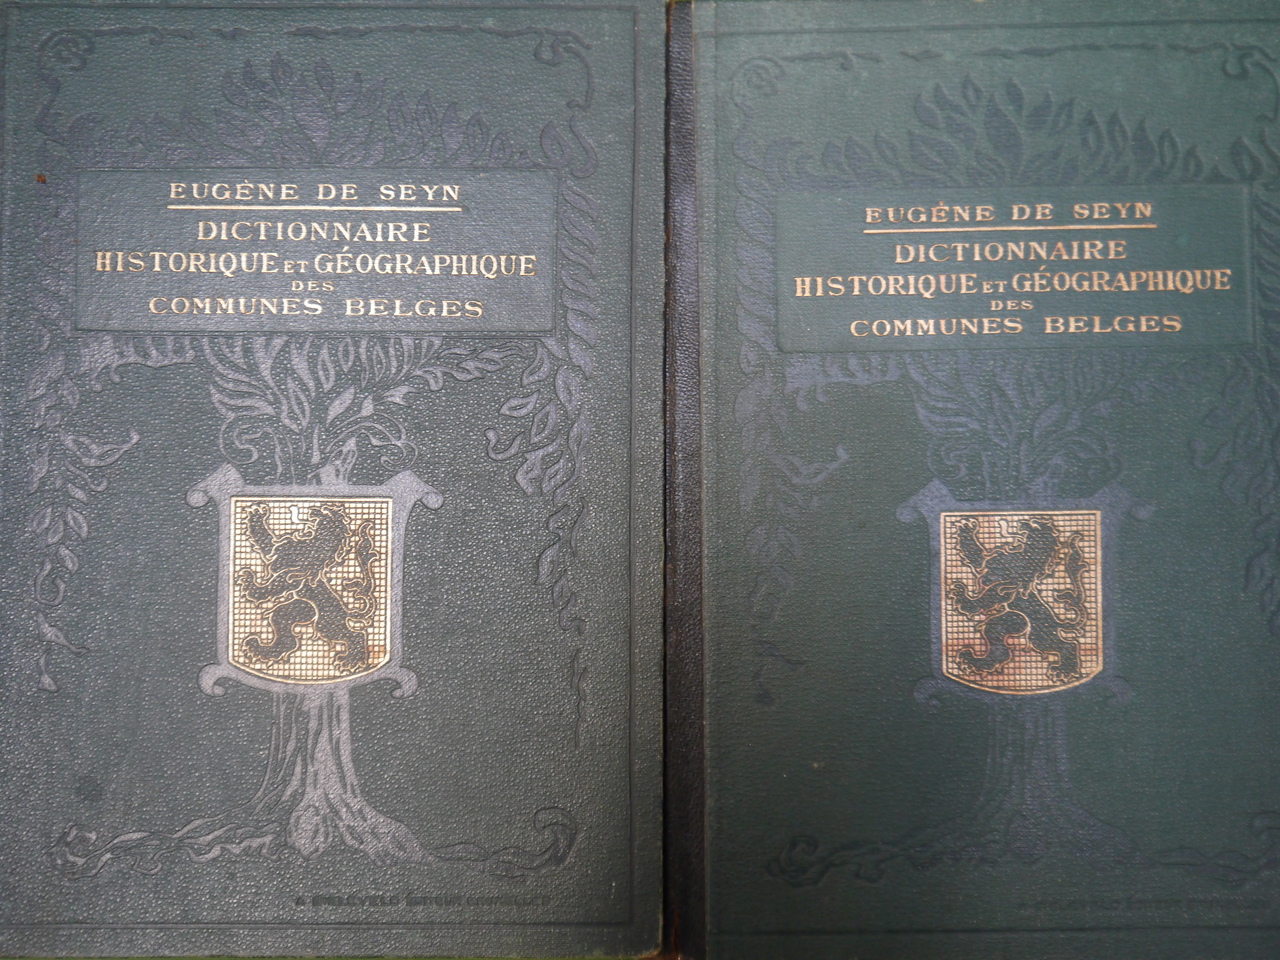 EUGÈNE DE SEYN
DICTIONNAIRE
HISTORIQUE ET GÉOGRAPHIQUE
DES
COMMUNES BELGES
EUGÈNE DE SEYN
DICTIONNAIRE
HISTORIQUE ET GÉOGRAPHIQUE
DES
COMMUNES BELGES